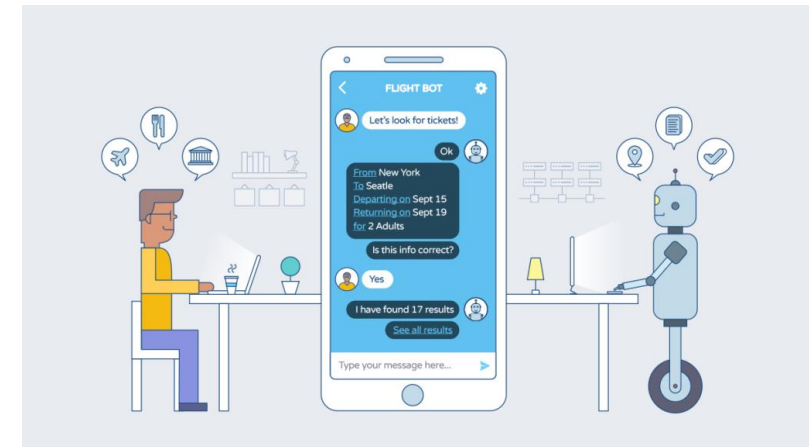 FLIGHT BOT
Let's look for tickets!
Ok
From New York
To Seatle
Departing on Sept 15
Returning on Sept 19
for 2 Adults
Is this info correct?
Yes
I have found 17 results
See all results
Type your message here...